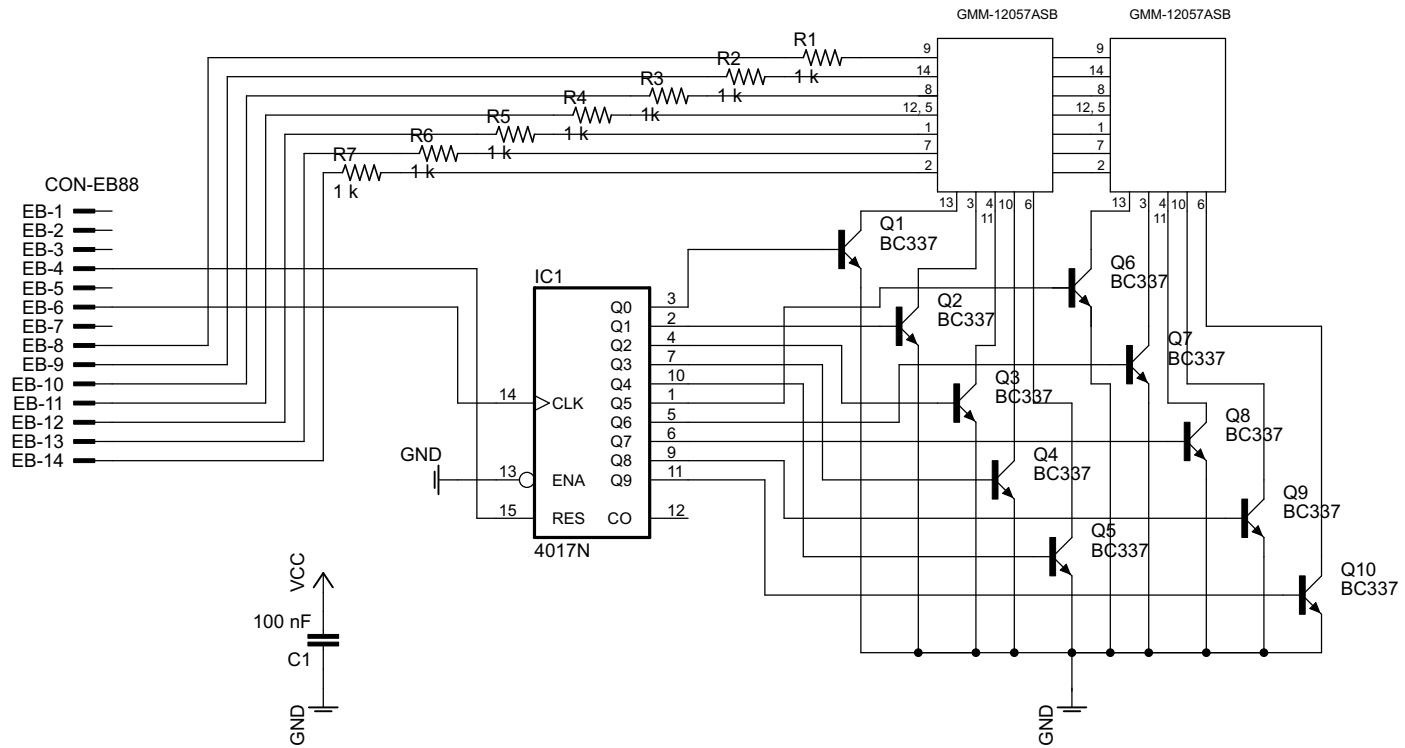 GMM-12057ASB
GMM-12057ASB
R1
1 k
R2
1 k
R3
1k
R4
1 k
R5
1 k
R6
1 k
R7
1 k
9
14
8
12, 5
1
7
2
9
14
8
12, 5
1
7
2
13
3
4
11
10
6
13
3
4
11
10
6
CON-EB88
EB-1
EB-2
EB-3
EB-4
EB-5
EB-6
EB-7
EB-8
EB-9
EB-10
EB-11
EB-12
EB-13
EB-14
IC1
14
CLK
GND
13
ENA
15
RES
CO
12
Q0
3
Q1
2
Q2
4
Q3
7
Q4
10
Q5
1
Q6
5
Q7
6
Q8
9
Q9
11
4017N
Q1
BC337
Q2
BC337
Q3
BC337
Q4
BC337
Q5
BC337
Q6
BC337
Q7
BC337
Q8
BC337
Q9
BC337
Q10
BC337
VCC
100 nF
C1
GND
GND